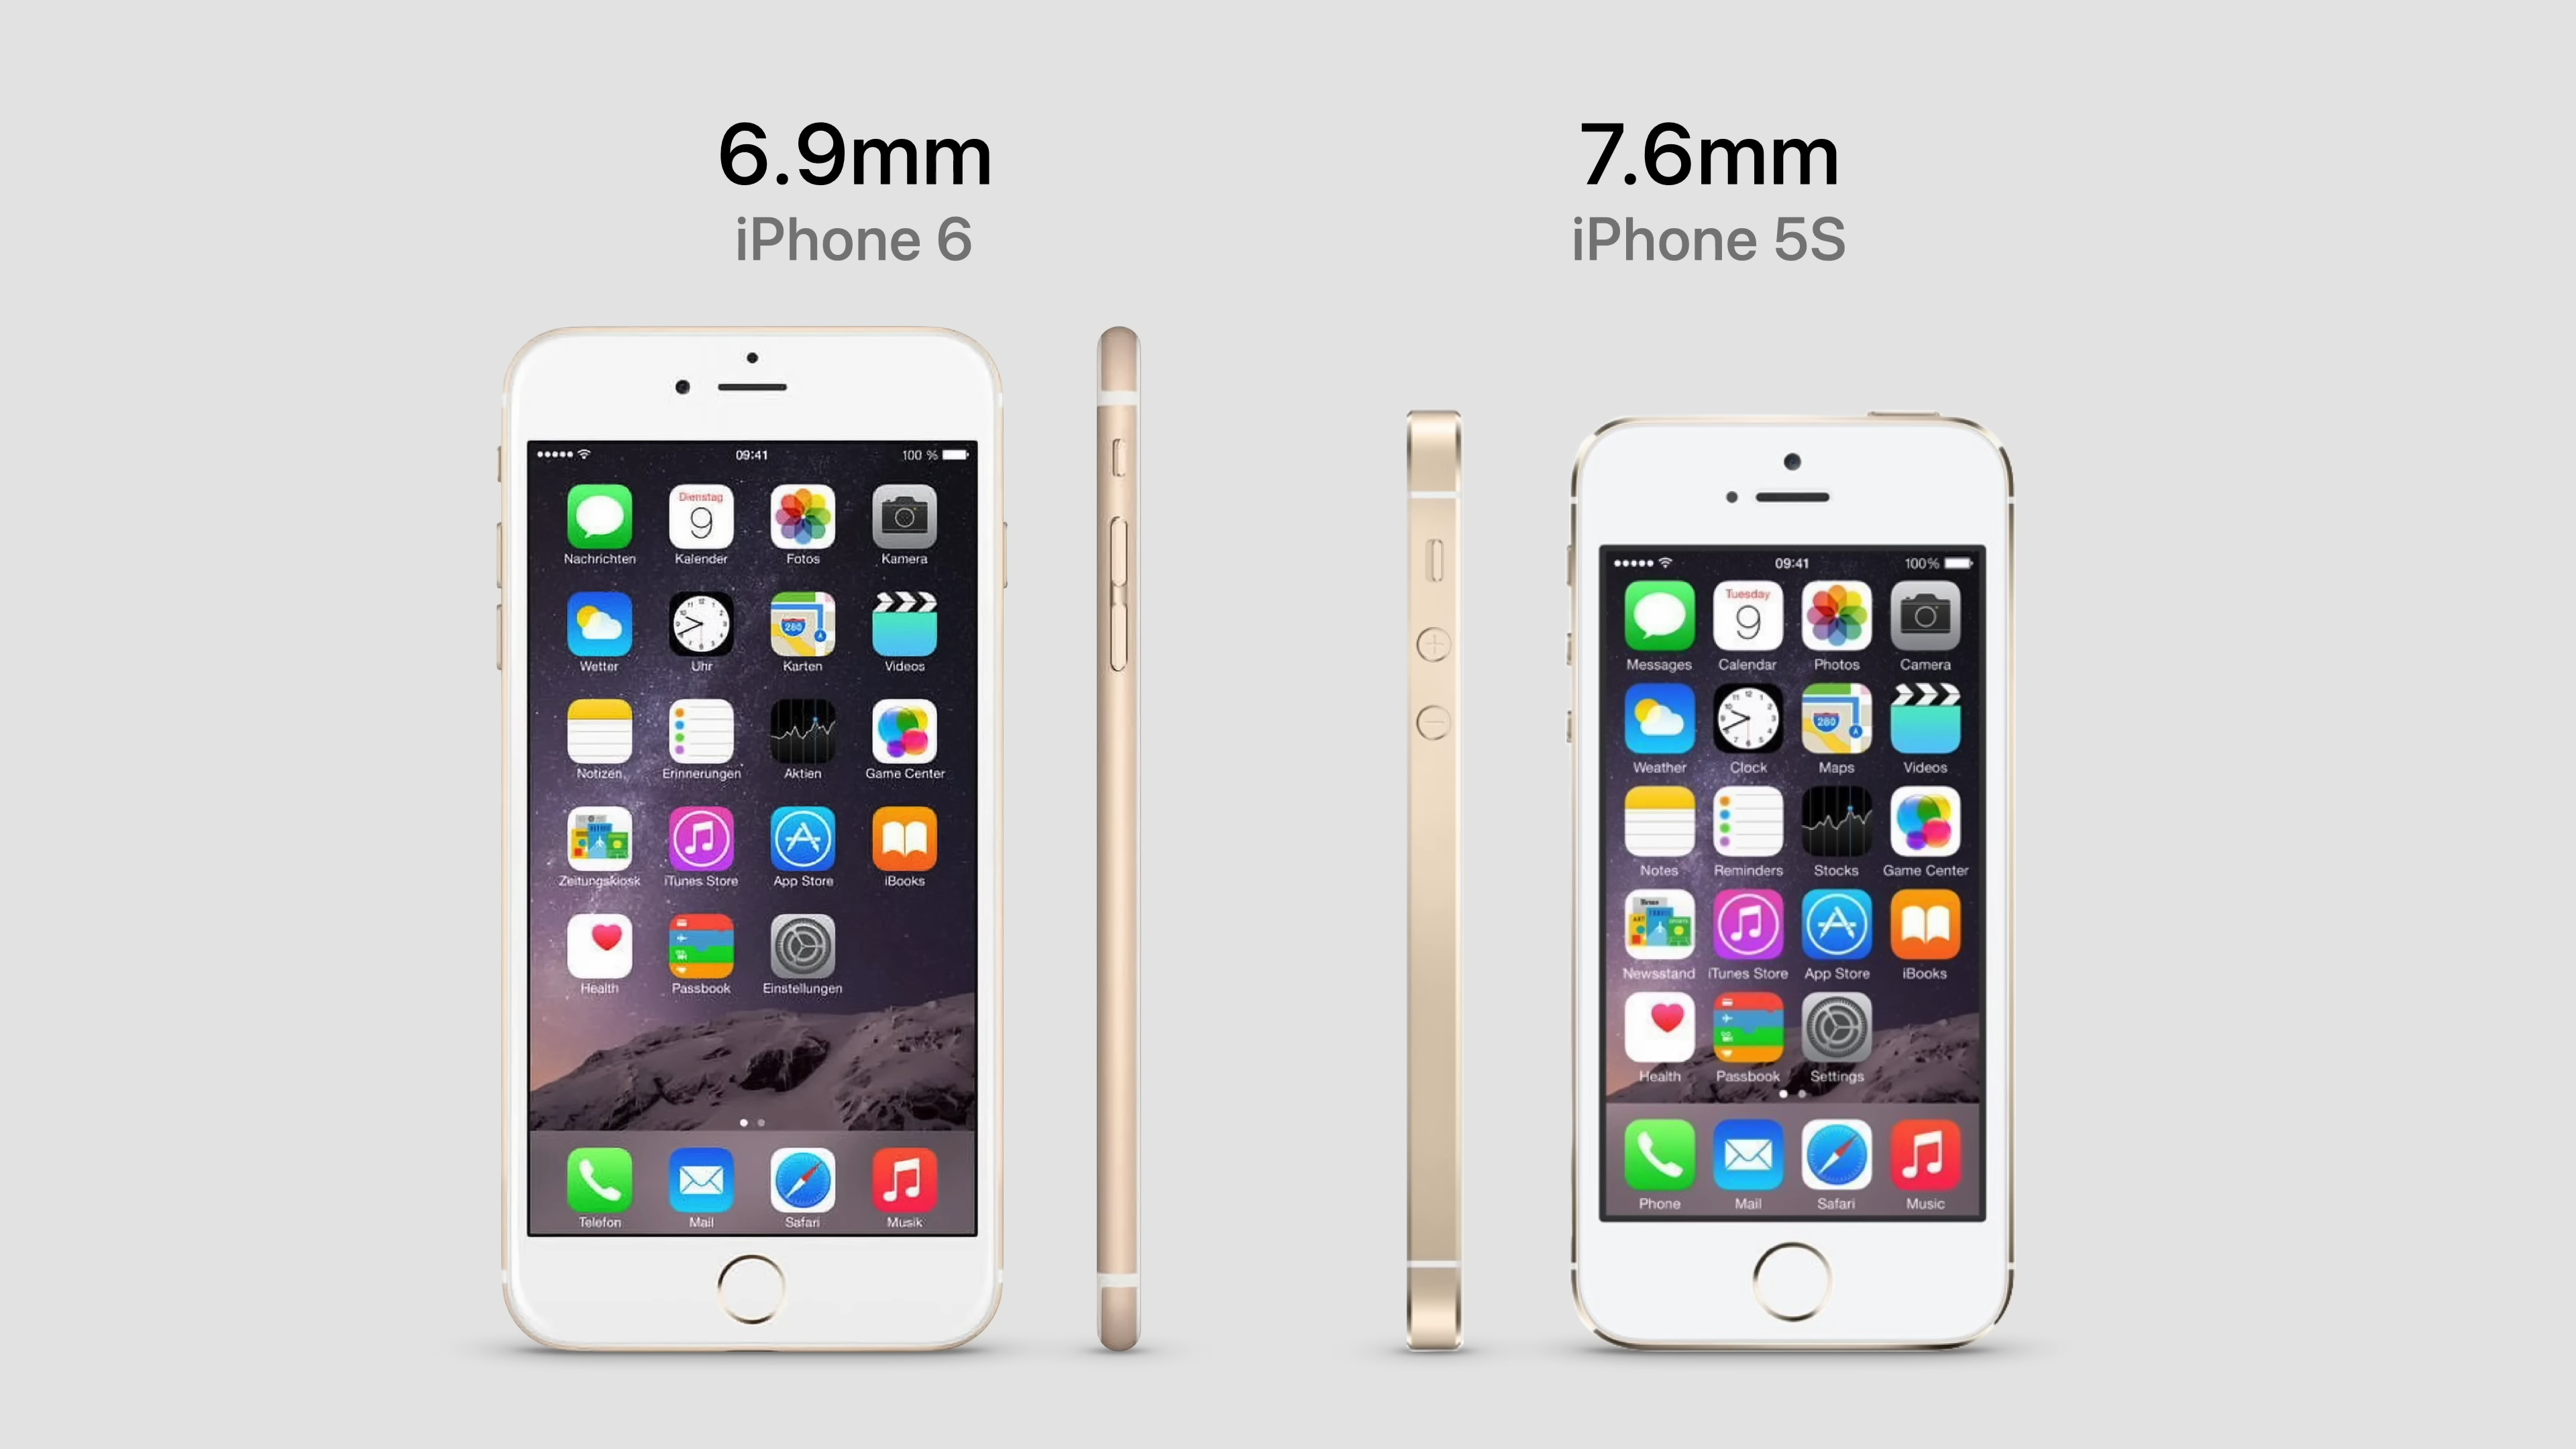 6.9mm
iPhone 6
7.6mm
iPhone 5S
09:41
100 %
Dienstag
9
Nachrichten
Kalender
Fotos
Kamera
280
Wetter
Uhr
Karten
Videos
Notizen
Erinnerungen
Aktien
Game Center
Zeitungskiosk
iTunes Store
App Store
iBooks
Health
Passbook
Einstellungen
Telefon
Mail
Safari
Musik
09:41
100%
Tuesday
9
Messages
Calendar
Photos
Camera
280
Weather
Clock
Maps
Videos
Notes
Reminders
Stocks
Game Center
Newsstand
iTunes Store
App Store
iBooks
Health
Passbook
Settings
Phone
Mail
Safari
Music